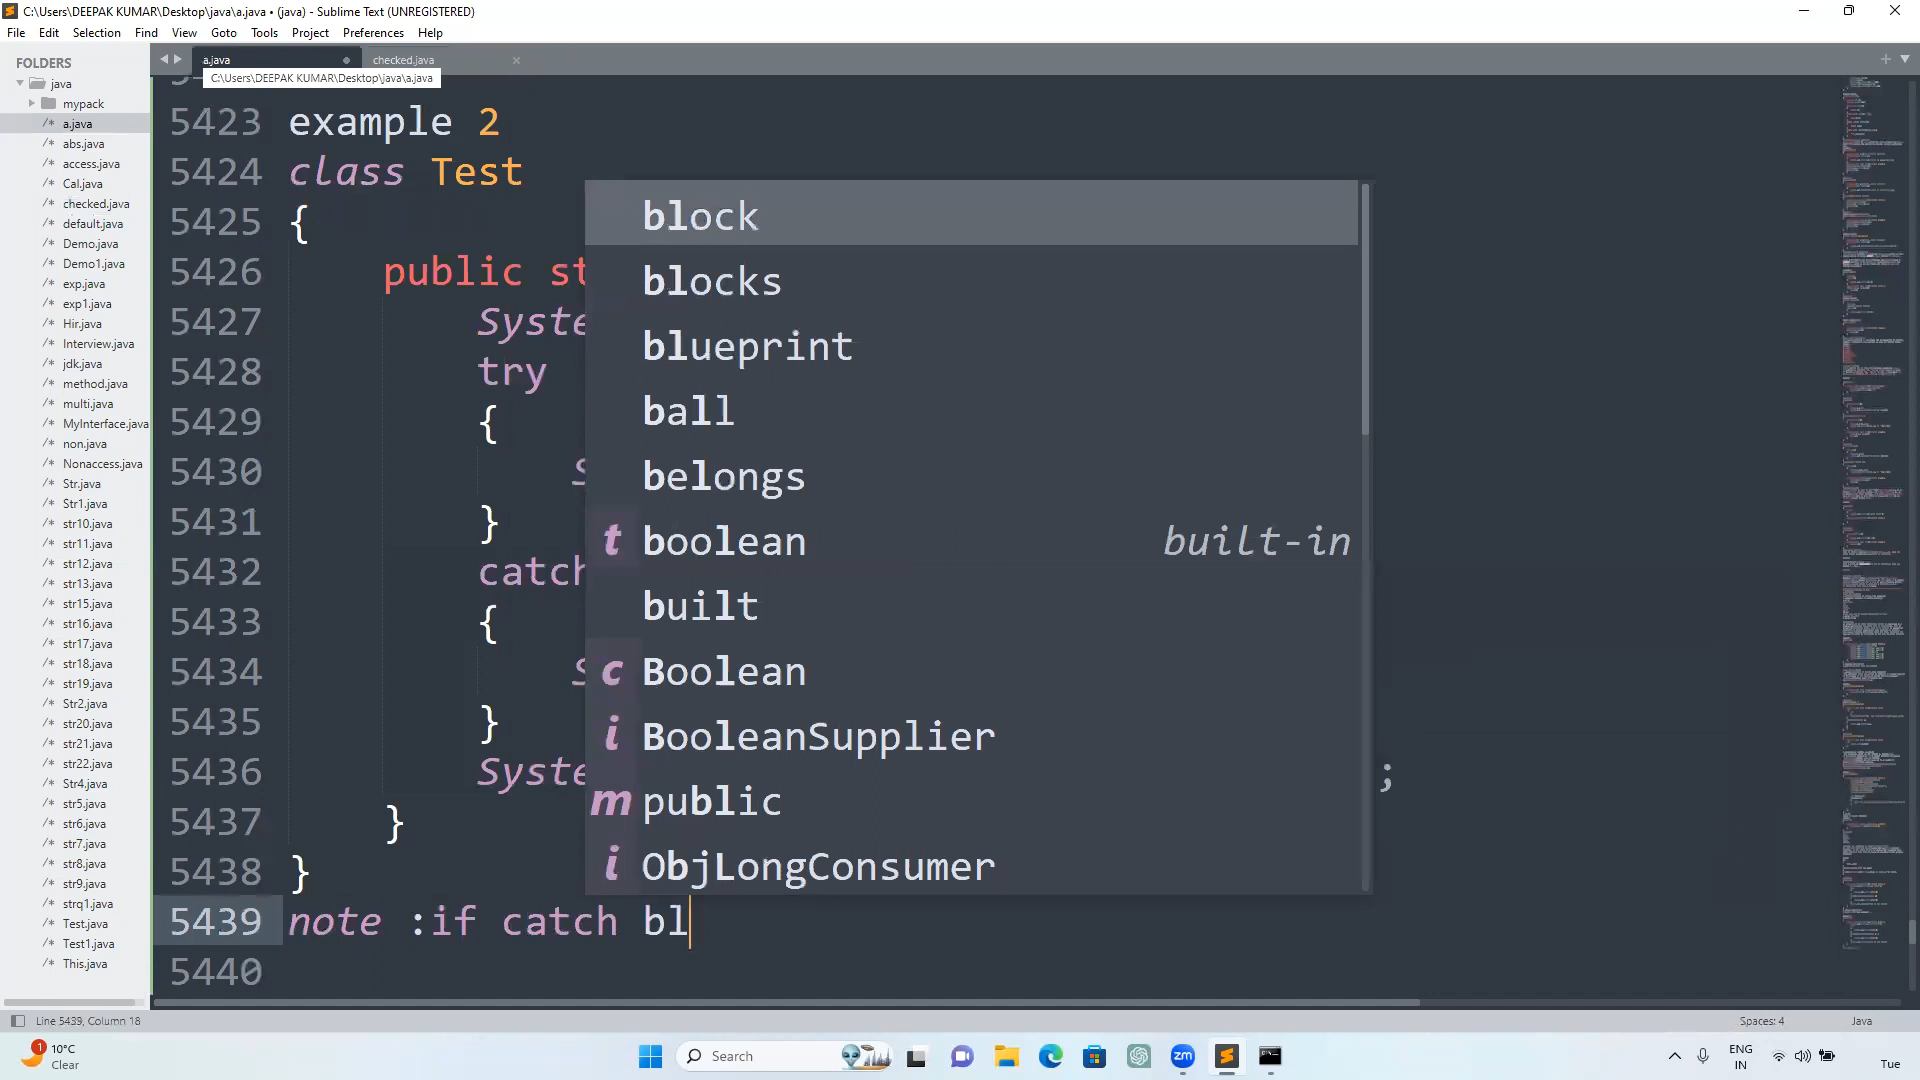 C:\Users\DEEPAK KUMAR\Desktop\java\a.java • (java) - Sublime Text (UNREGISTERED)
File Edit Selection Find View Goto Tools Project Preferences Help
FOLDERS
java
mypack
a.java
abs.java
access.java
Cal.java
checked.java
default.java
Demo.java
Demo1.java
exp.java
exp1.java
Hir.java
Interview.java
jdk.java
method.java
multi.java
MyInterface.java
non.java
Nonaccess.java
Str.java
Str1.java
str10.java
str11.java
str12.java
str13.java
str15.java
str16.java
str17.java
str18.java
str19.java
Str2.java
str20.java
str21.java
str22.java
Str4.java
str5.java
str6.java
str7.java
str8.java
str9.java
strq1.java
Test.java
Test1.java
This.java
a.java checked.java
C:\Users\DEEPAK KUMAR\Desktop\java\a.java
5423 example 2
5424 class Test
5425 {
5426 public st
5427 Syste
5428 try
5429 {
5430 S
5431 }
5432 catch
5433 {
5434 S
5435 }
5436 Syste ;
5437 }
5438 }
5439 note :if catch bl
5440
block
blocks
blueprint
ball
belongs
t boolean built-in
built
c Boolean
i BooleanSupplier
m public
i ObjLongConsumer
Line 5439, Column 18 Spaces: 4 Java
1 10°C
Clear
Search
zm
ENG
IN
Tue